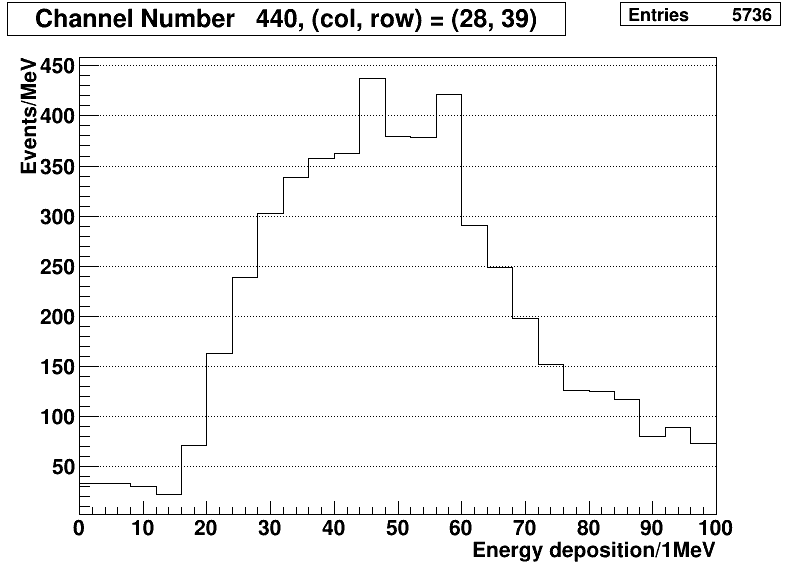 Channel Number 440, (col, row) = (28, 39)
Entries 5736
Events/MeV
450
400
350
300
250
200
150
100
50
0 10 20 30 40 50 60 70 80 90 100
Energy deposition/1MeV